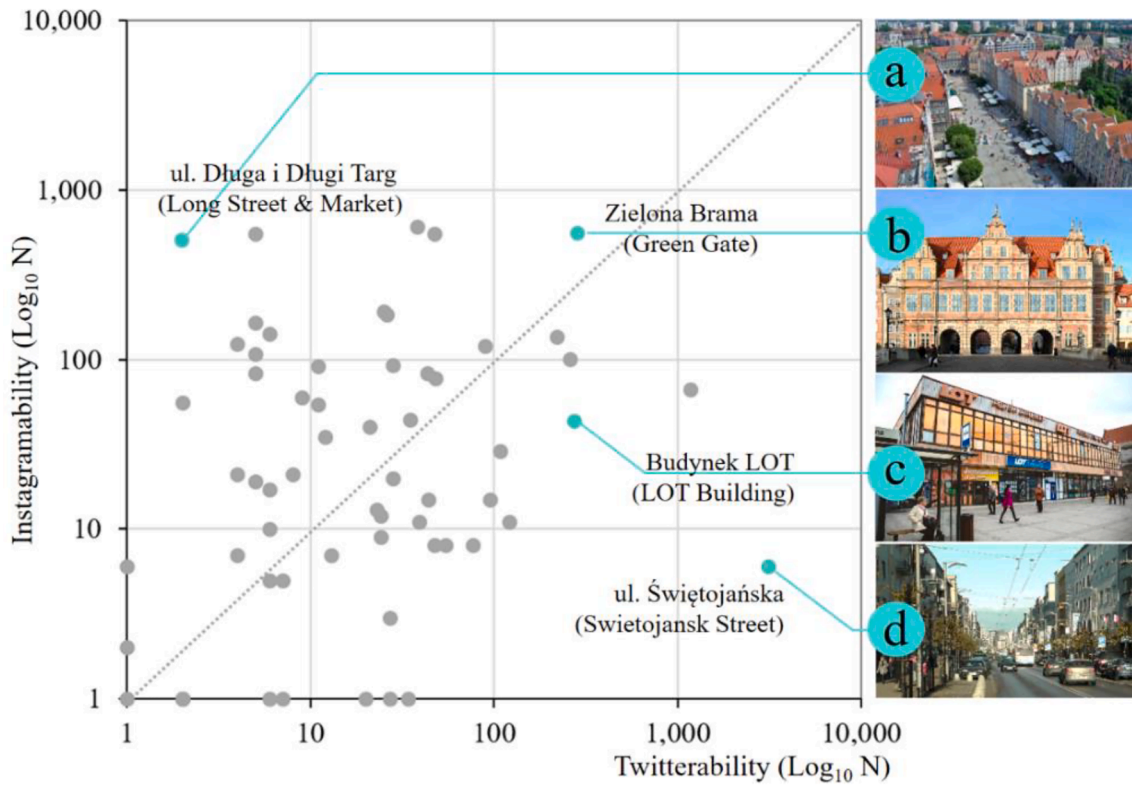 10,000
1,000
100
10
1
Instagramability (Log₁₀ N)
1
10
100
1,000
10,000
Twitterability (Log₁₀ N)
ul. Długa i Długi Targ
(Long Street & Market)
Zielona Brama
(Green Gate)
Budynek LOT
(LOT Building)
ul. Świętojańska
(Swietojansk Street)
a
b
c
LOT
d